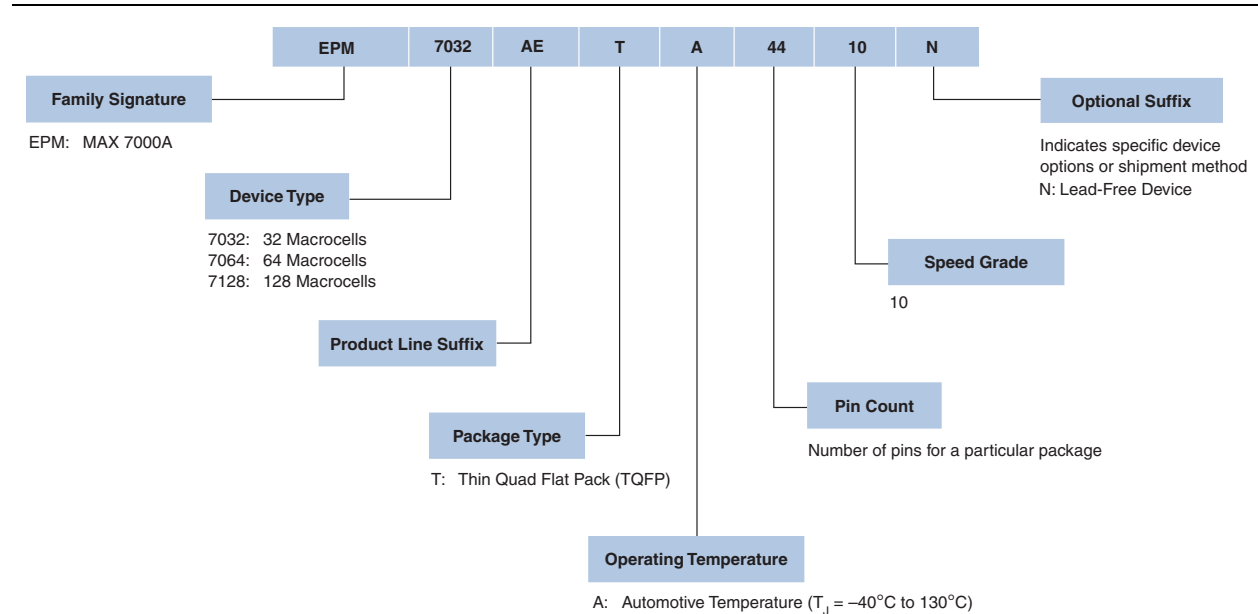 EPM 7032 AE T A 44 10 N
Family Signature
EPM: MAX 7000A
Optional Suffix
Indicates specific device
options or shipment method
N: Lead-Free Device
Device Type
7032: 32 Macrocells
7064: 64 Macrocells
7128: 128 Macrocells
Speed Grade
10
Product Line Suffix
Pin Count
Number of pins for a particular package
Package Type
T: Thin Quad Flat Pack (TQFP)
Operating Temperature
A: Automotive Temperature (TJ = –40°C to 130°C)